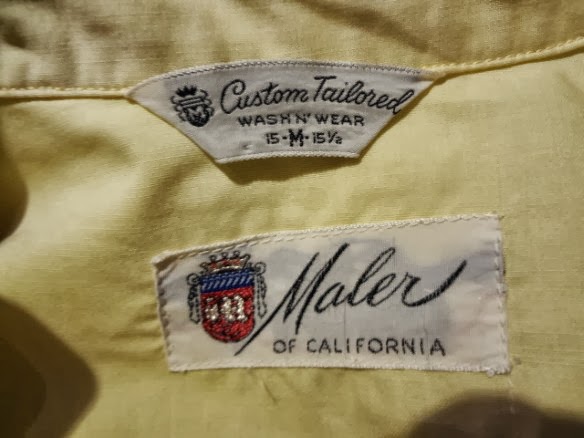 Custom Tailored
WASH N' WEAR
15-M-15½
Maler
OF CALIFORNIA